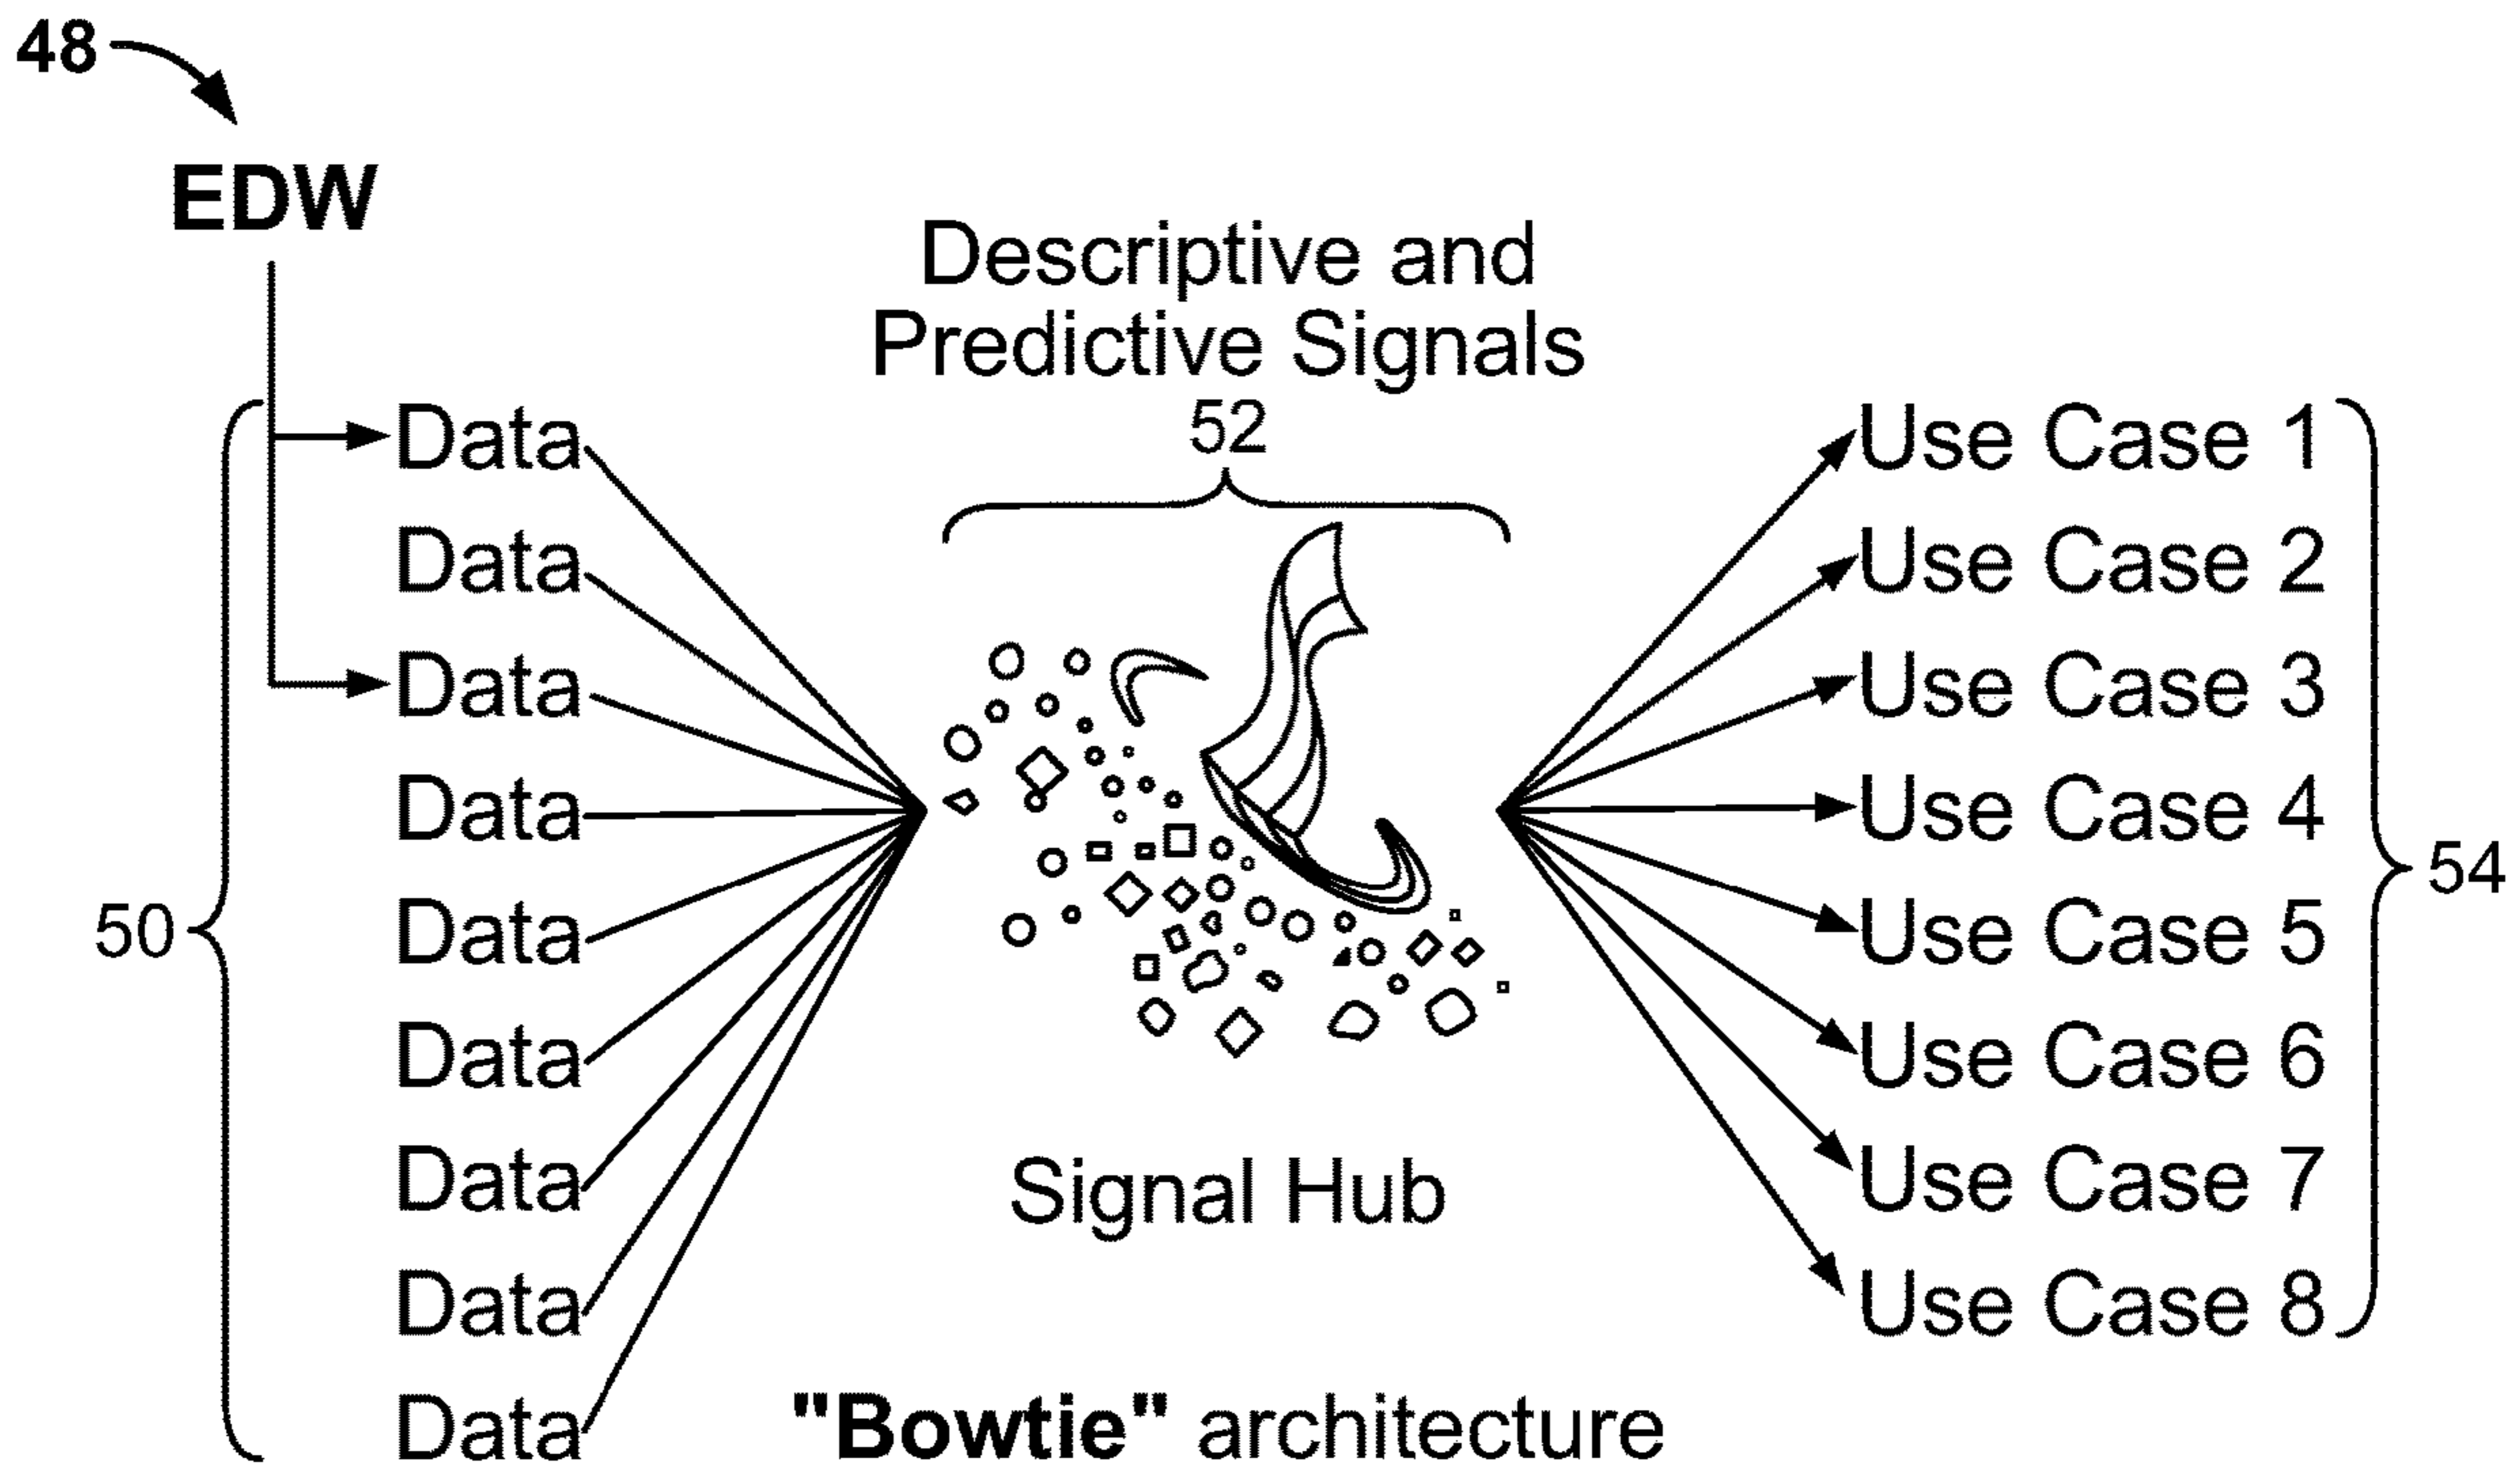 48
EDW
Descriptive and
Predictive Signals
52
50
Data
Data
Data
Data
Data
Data
Data
Data
Data
Signal Hub
"Bowtie" architecture
Use Case 1
Use Case 2
Use Case 3
Use Case 4
Use Case 5
Use Case 6
Use Case 7
Use Case 8
54